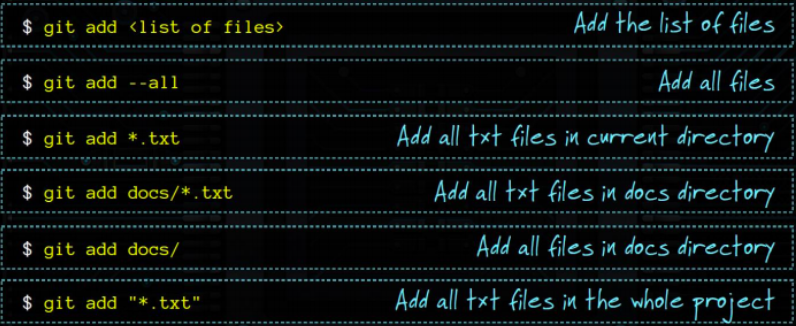 $ git add <list of files> Add the list of files
$ git add --all Add all files
$ git add *.txt Add all txt files in current directory
$ git add docs/*.txt Add all txt files in docs directory
$ git add docs/ Add all files in docs directory
$ git add "*.txt" Add all txt files in the whole project